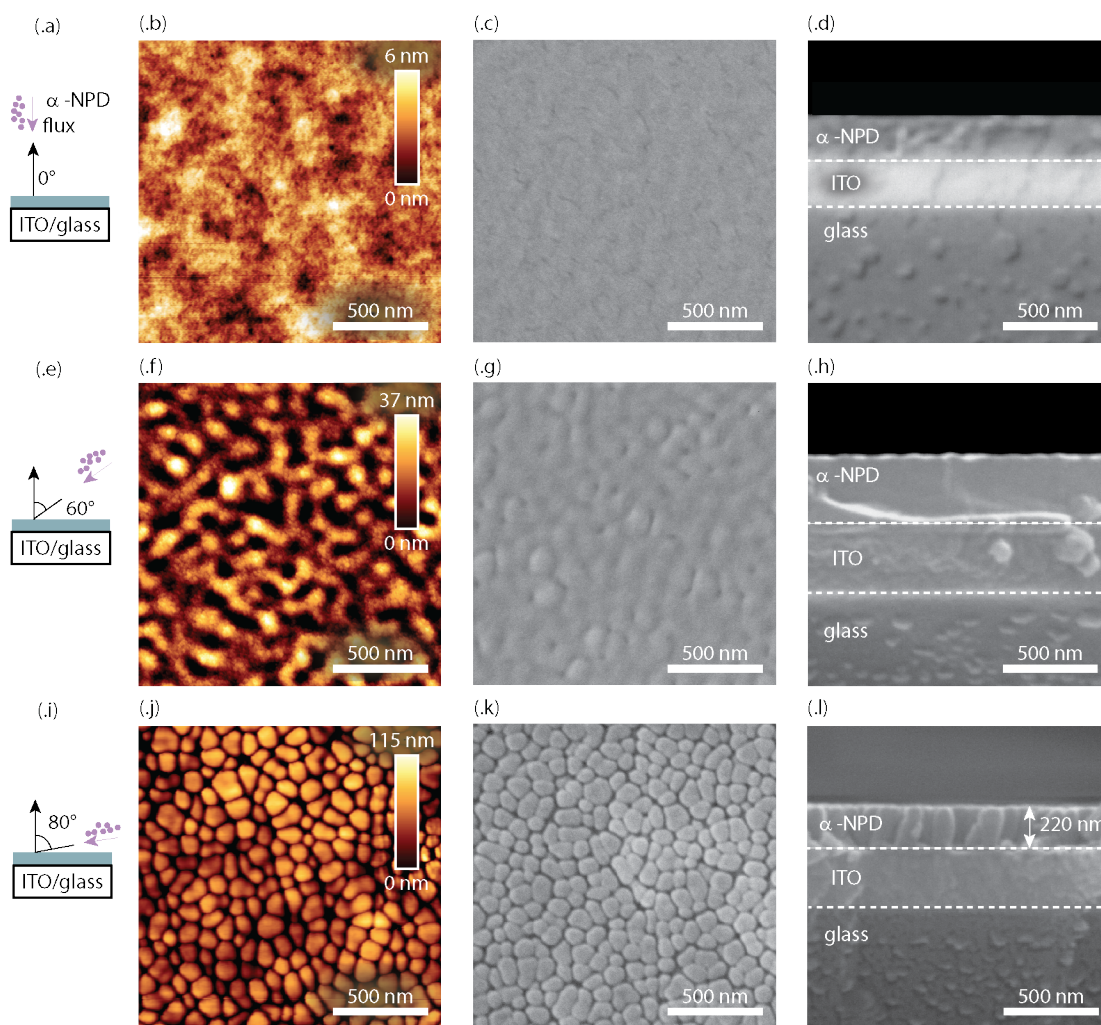 (.a)
(.b)
(.c)
(.d)
α -NPD
flux
0°
ITO/glass
6 nm
0 nm
500 nm
500 nm
α -NPD
ITO
glass
500 nm
(.e)
(.f)
(.g)
(.h)
60°
ITO/glass
37 nm
0 nm
500 nm
500 nm
α -NPD
ITO
glass
500 nm
(.i)
(.j)
(.k)
(.l)
80°
ITO/glass
115 nm
0 nm
500 nm
500 nm
α -NPD
220 nm
ITO
glass
500 nm